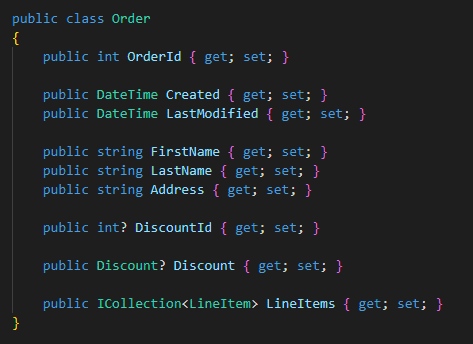 public class Order
{
public int OrderId { get; set; }
public DateTime Created { get; set; }
public DateTime LastModified { get; set; }
public string FirstName { get; set; }
public string LastName { get; set; }
public string Address { get; set; }
public int? DiscountId { get; set; }
public Discount? Discount { get; set; }
public ICollection<LineItem> LineItems { get; set; }
}